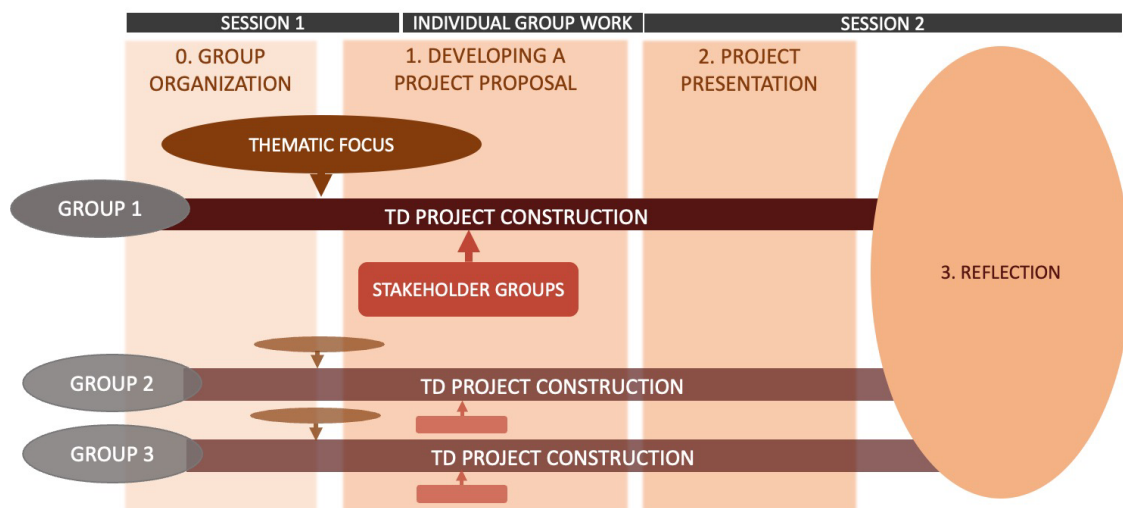 SESSION 1
INDIVIDUAL GROUP WORK
SESSION 2
0. GROUP
ORGANIZATION
1. DEVELOPING A
PROJECT PROPOSAL
2. PROJECT
PRESENTATION
THEMATIC FOCUS
GROUP 1
TD PROJECT CONSTRUCTION
STAKEHOLDER GROUPS
3. REFLECTION
GROUP 2
TD PROJECT CONSTRUCTION
GROUP 3
TD PROJECT CONSTRUCTION